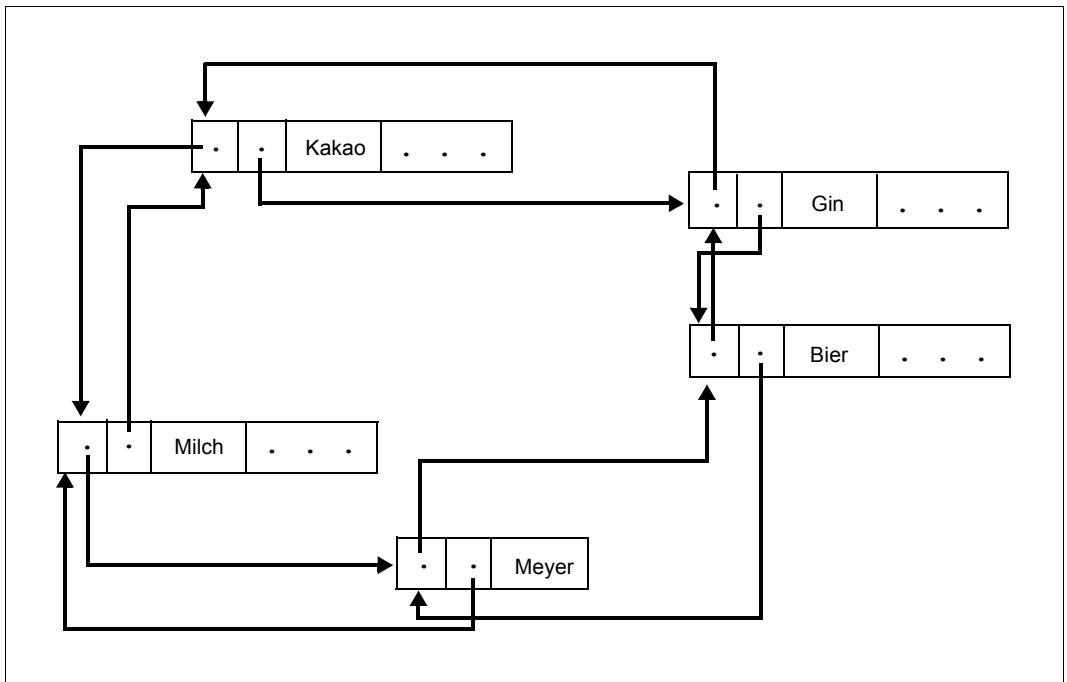 Kakao . . .
Gin . . .
Bier . . .
Milch . . .
Meyer